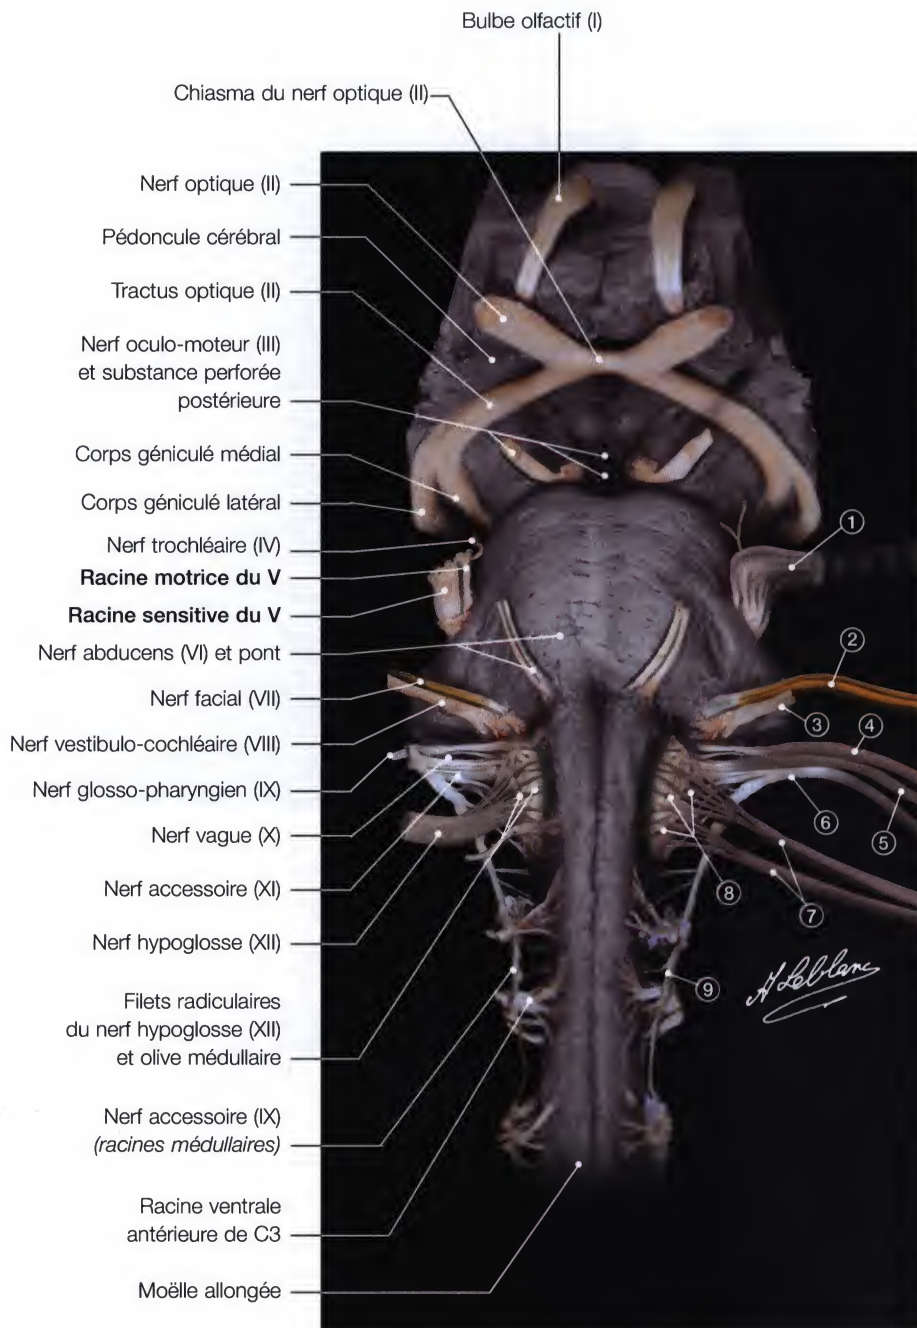 Bulbe olfactif (I)
Chiasma du nerf optique (II)
Nerf optique (II)
Pédoncule cérébral
Tractus optique (II)
Nerf oculo-moteur (III)
et substance perforée
postérieure
Corps géniculé médial
Corps géniculé latéral
Nerf trochléaire (IV)
Racine motrice du V
Racine sensitive du V
Nerf abducens (VI) et pont
Nerf facial (VII)
Nerf vestibulo-cochléaire (VIII)
Nerf glosso-pharyngien (IX)
Nerf vague (X)
Nerf accessoire (XI)
Nerf hypoglosse (XII)
Filets radiculaires
du nerf hypoglosse (XII)
et olive médullaire
Nerf accessoire (IX)
(racines médullaires)
Racine ventrale
antérieure de C3
Moëlle allongée
1
2
3
4
5
6
7
8
9
A Leblanc